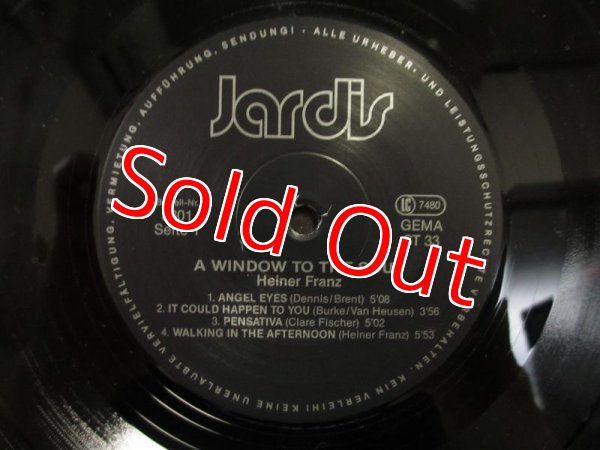 Jardis
Sold Out
LC 7480
GEMA
33
Seite 1
A WINDOW TO
Heiner Franz
1. ANGEL EYES (Dennis/Brent) 5'08
2. IT COULD HAPPEN TO YOU (Burke/Van Heusen) 3'56
3. PENSATIVA (Clare Fischer) 5'02
4. WALKING IN THE AFTERNOON (Heiner Franz) 5'53
ALLE URHEBER- UND LEISTUNGSSCHUTZRECHTE VORBEHALTEN. KEIN VERLEIH! KEINE UNERLAUBTE VERVIELFÄLTIGUNG, VERMIETUNG, AUFFÜHRUNG, SENDUNG! -